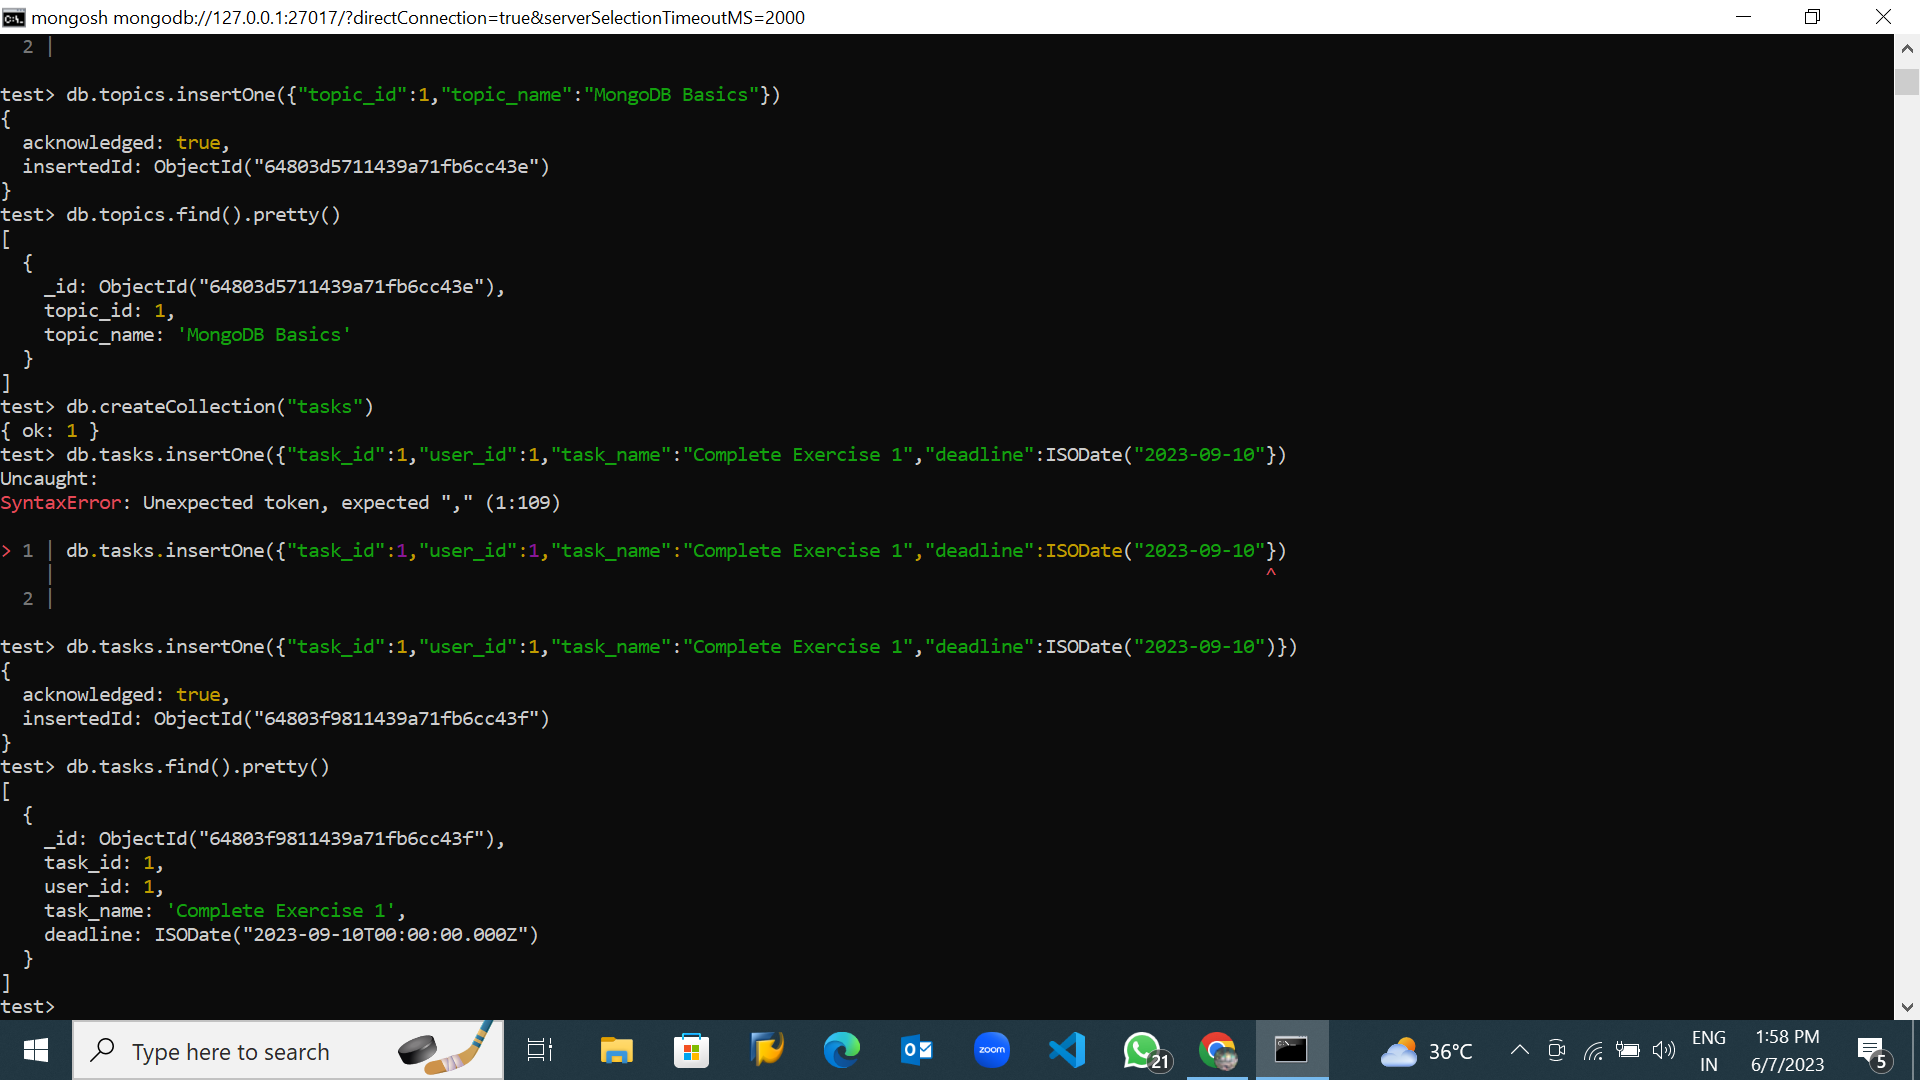 mongosh mongodb://127.0.0.1:27017/?directConnection=true&serverSelectionTimeoutMS=2000
2 |
test> db.topics.insertOne({"topic_id":1,"topic_name":"MongoDB Basics"})
{
  acknowledged: true,
  insertedId: ObjectId("64803d5711439a71fb6cc43e")
}
test> db.topics.find().pretty()
[
  {
    _id: ObjectId("64803d5711439a71fb6cc43e"),
    topic_id: 1,
    topic_name: 'MongoDB Basics'
  }
]
test> db.createCollection("tasks")
{ ok: 1 }
test> db.tasks.insertOne({"task_id":1,"user_id":1,"task_name":"Complete Exercise 1","deadline":ISODate("2023-09-10"})
Uncaught:
SyntaxError: Unexpected token, expected "," (1:109)
> 1 | db.tasks.insertOne({"task_id":1,"user_id":1,"task_name":"Complete Exercise 1","deadline":ISODate("2023-09-10"})
    | ^
  2 |
test> db.tasks.insertOne({"task_id":1,"user_id":1,"task_name":"Complete Exercise 1","deadline":ISODate("2023-09-10")})
{
  acknowledged: true,
  insertedId: ObjectId("64803f9811439a71fb6cc43f")
}
test> db.tasks.find().pretty()
[
  {
    _id: ObjectId("64803f9811439a71fb6cc43f"),
    task_id: 1,
    user_id: 1,
    task_name: 'Complete Exercise 1',
    deadline: ISODate("2023-09-10T00:00:00.000Z")
  }
]
test>
Type here to search
zoom
21
36°C
ENG
IN
1:58 PM
6/7/2023
5